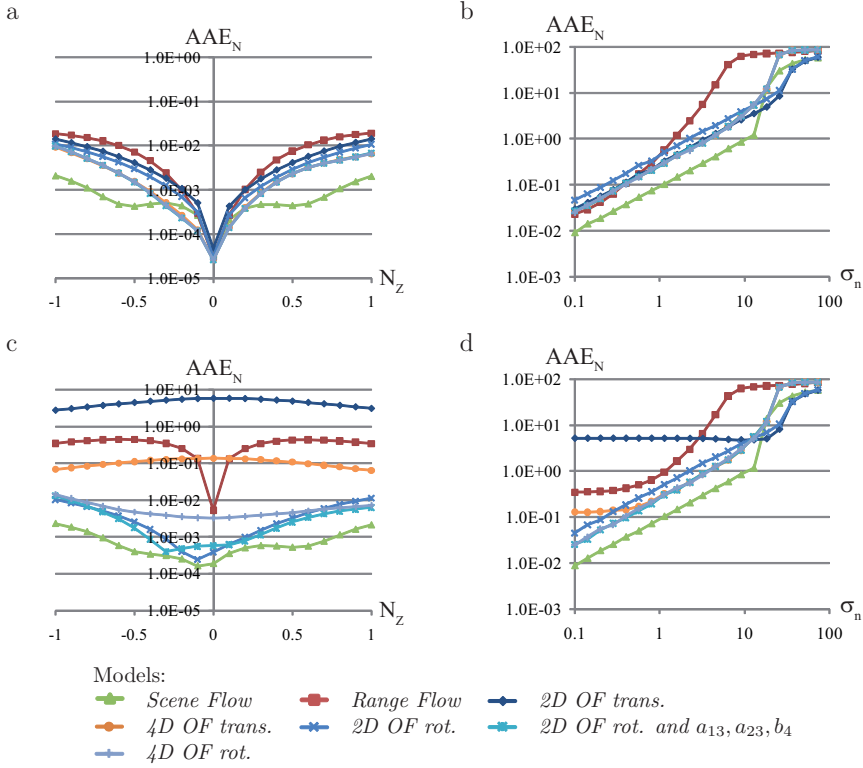 a
AAE_N
1.0E+00
1.0E-01
1.0E-02
1.0E-03
1.0E-04
1.0E-05
-1 -0.5 0 0.5 1
N_Z
b
AAE_N
1.0E+02
1.0E+01
1.0E+00
1.0E-01
1.0E-02
1.0E-03
0.1 1 10 100
σ_n
c
AAE_N
1.0E+01
1.0E+00
1.0E-01
1.0E-02
1.0E-03
1.0E-04
1.0E-05
-1 -0.5 0 0.5 1
N_Z
d
AAE_N
1.0E+02
1.0E+01
1.0E+00
1.0E-01
1.0E-02
1.0E-03
0.1 1 10 100
σ_n
Models:
Scene Flow Range Flow 2D OF trans.
4D OF trans. 2D OF rot. 2D OF rot. and a_13, a_23, b_4
4D OF rot.